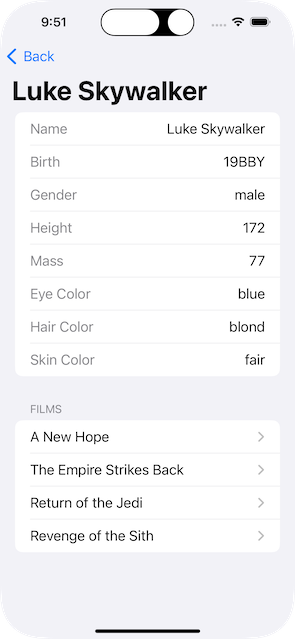 9:51
Back
Luke Skywalker
Name Luke Skywalker
Birth 19BBY
Gender male
Height 172
Mass 77
Eye Color blue
Hair Color blond
Skin Color fair
FILMS
A New Hope
The Empire Strikes Back
Return of the Jedi
Revenge of the Sith